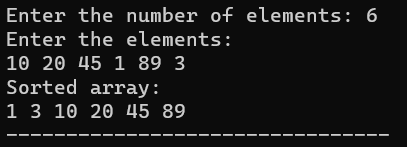 Enter the number of elements: 6
Enter the elements:
10 20 45 1 89 3
Sorted array:
1 3 10 20 45 89
--------------------------------